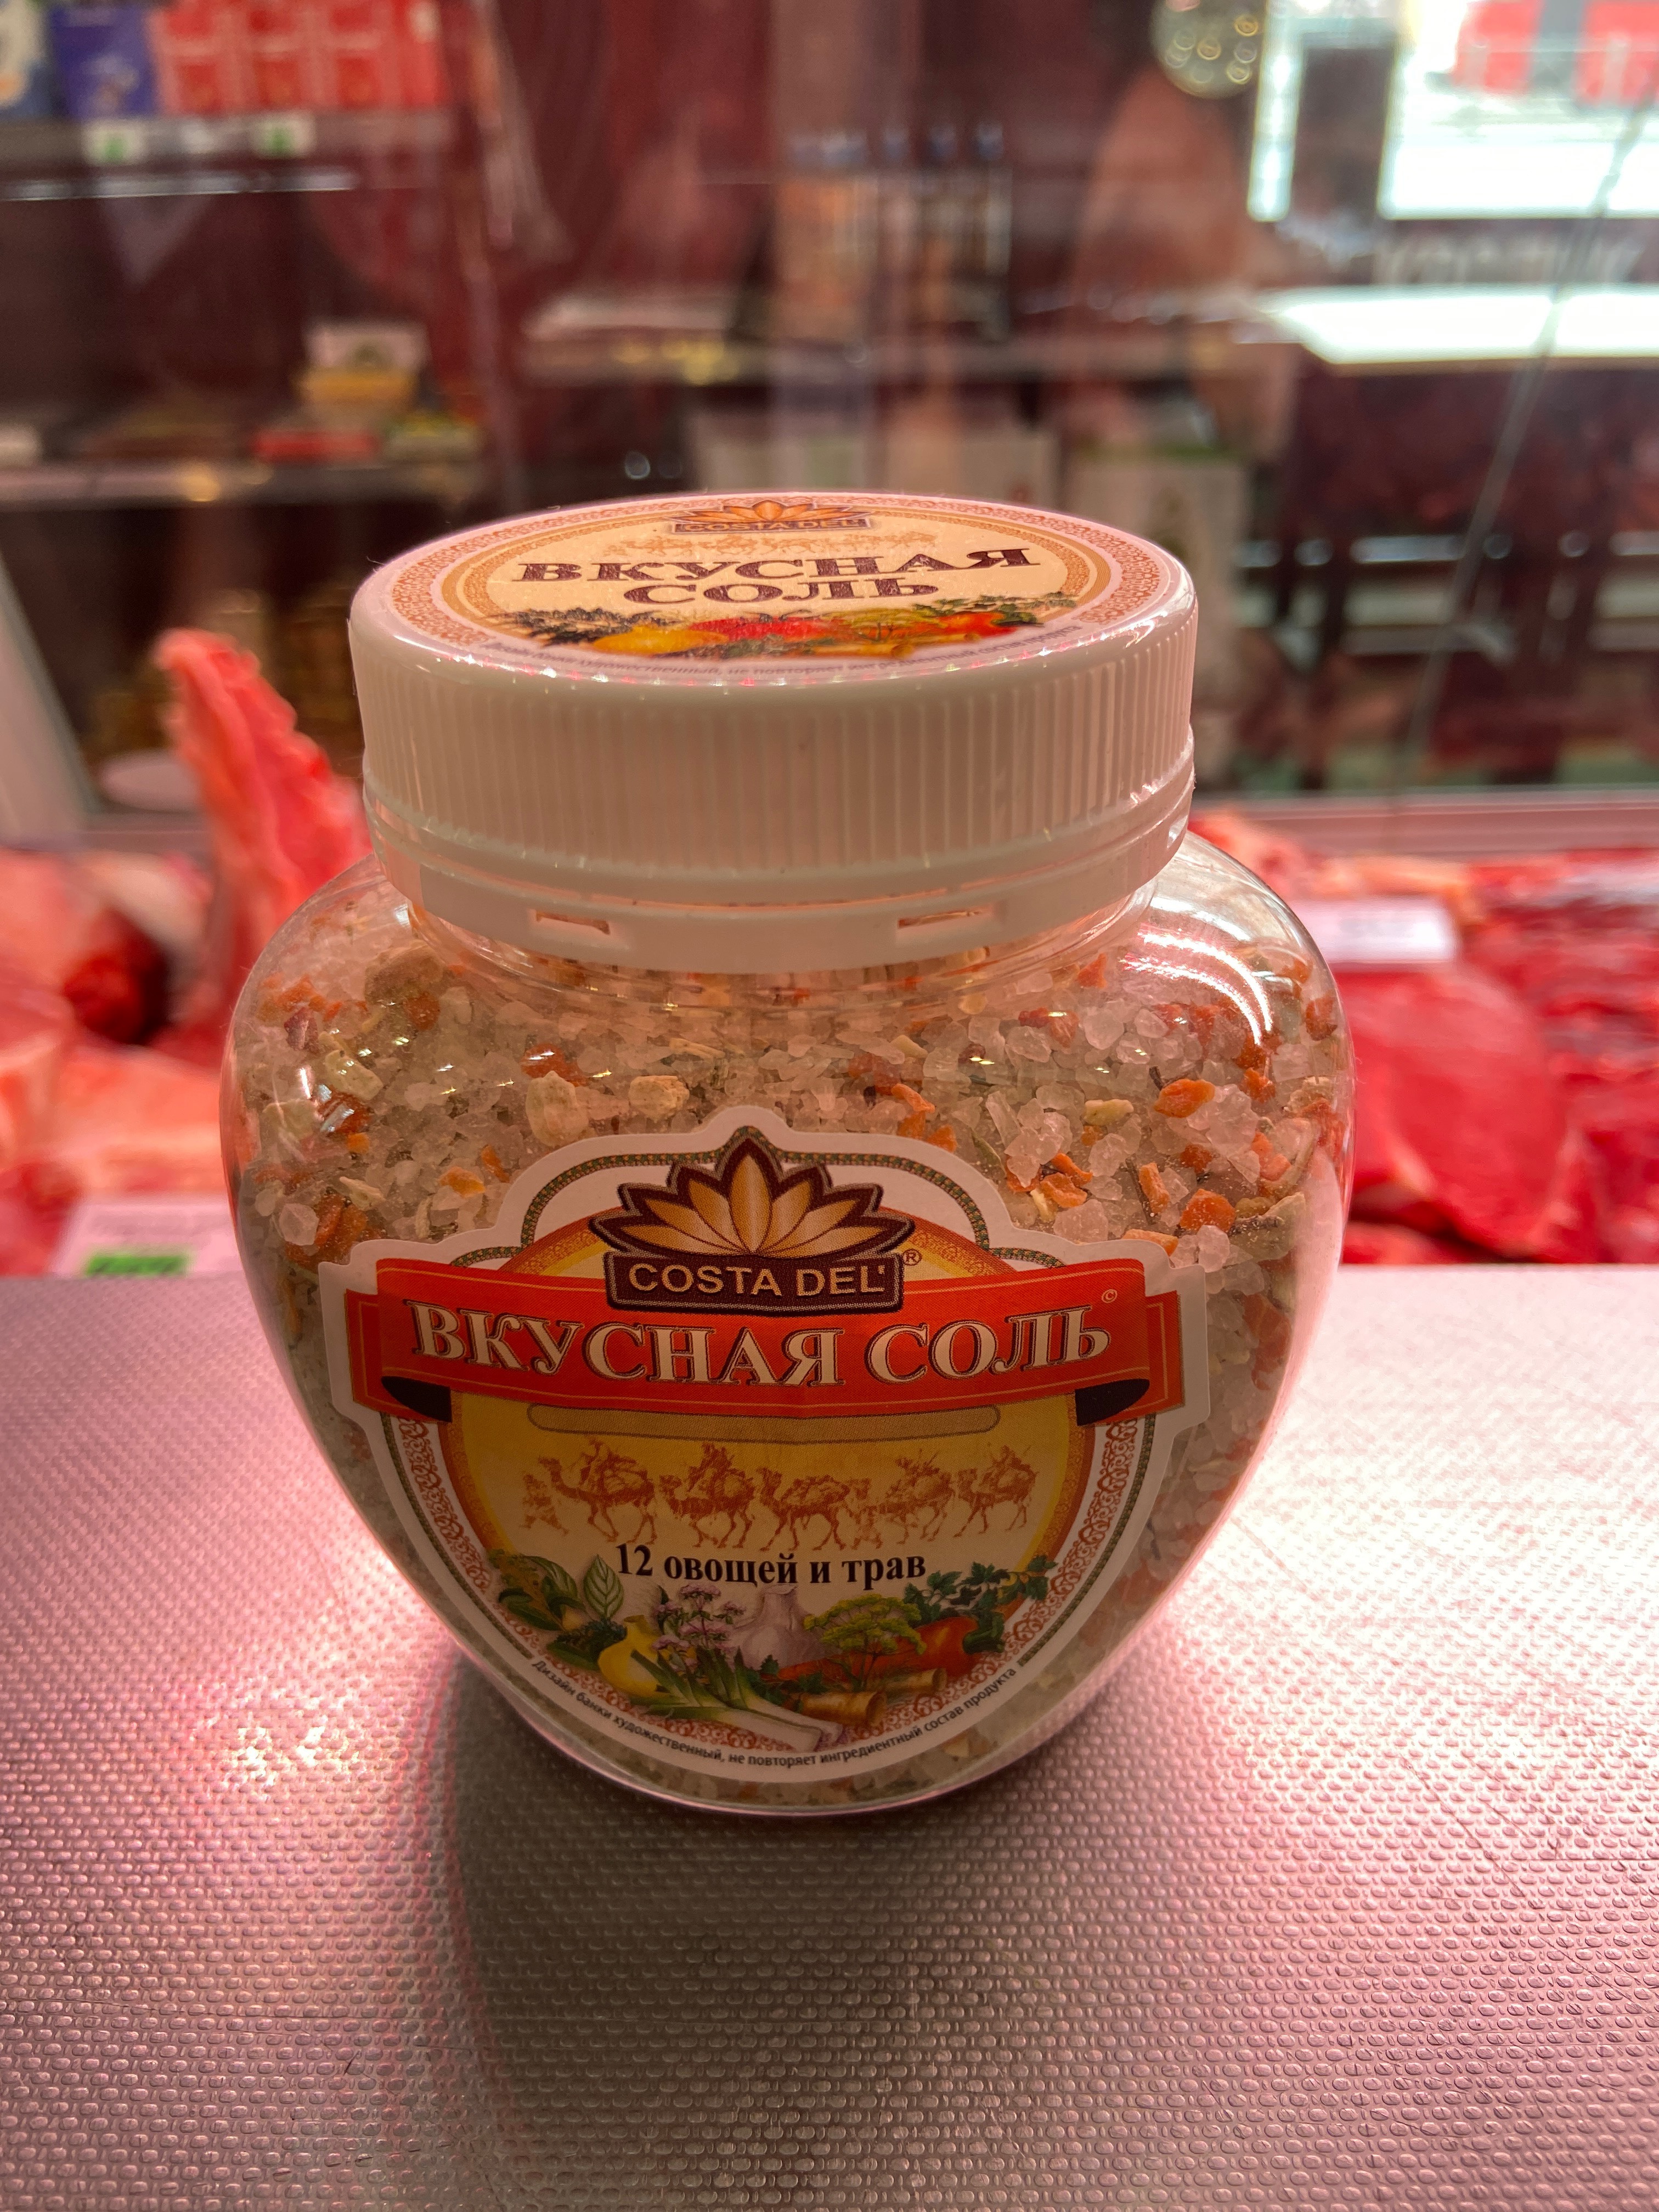 COSTA DEL'
ВКУСНАЯ
СОЛЬ
COSTA DEL' ®
ВКУСНАЯ СОЛЬ ©
12 овощей и трав
Дизайн банки художественный, не повторяет ингредиентный состав продукта